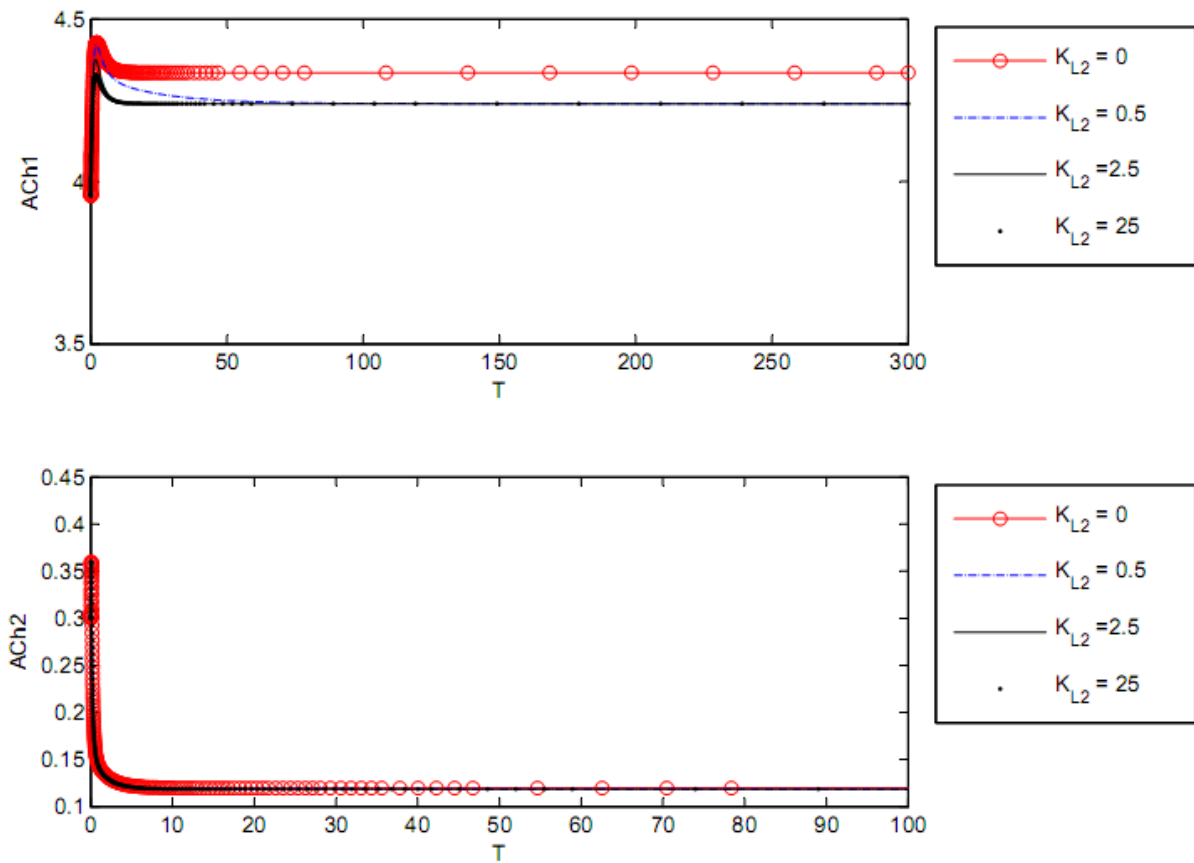 4.5
4
3.5
ACh1
0 50 100 150 200 250 300
T
K_L2 = 0
K_L2 = 0.5
K_L2 =2.5
K_L2 = 25
0.45
0.4
0.35
0.3
0.25
0.2
0.15
0.1
ACh2
0 10 20 30 40 50 60 70 80 90 100
T
K_L2 = 0
K_L2 = 0.5
K_L2 =2.5
K_L2 = 25